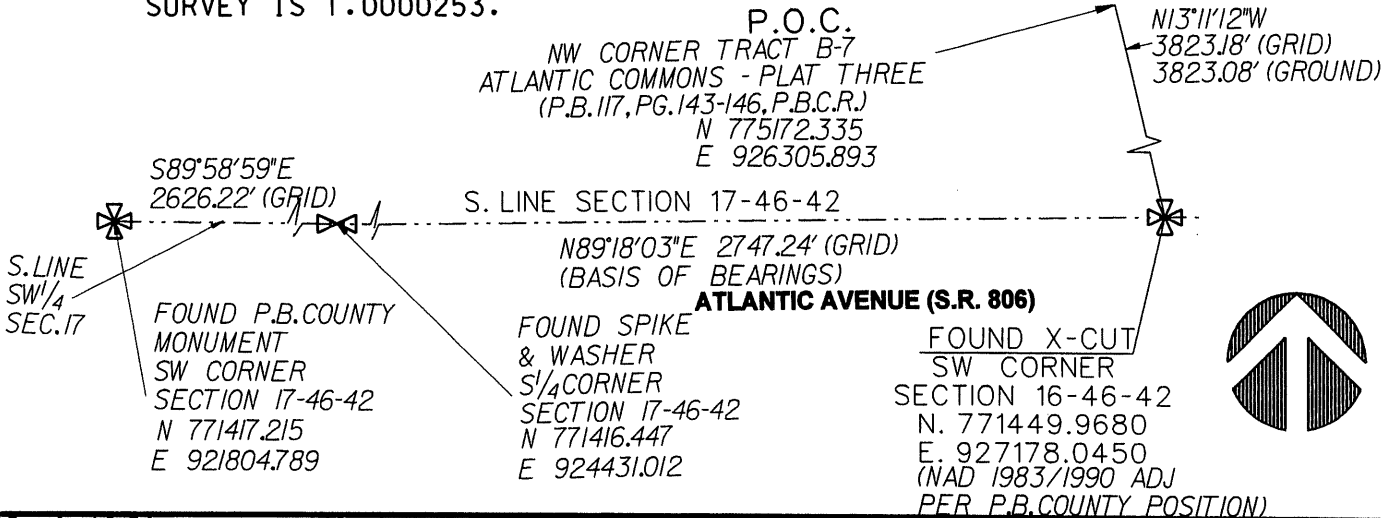 SURVEY IS 1.0000253.
P.O.C.
NW CORNER TRACT B-7
ATLANTIC COMMONS - PLAT THREE
(P.B. 117, PG. 143-146, P.B.C.R.)
N 775172.335
E 926305.893
N13°11'12"W
3823.18' (GRID)
3823.08' (GROUND)
S89°58'59"E
2626.22' (GRID)
S. LINE SECTION 17-46-42
N89°18'03"E 2747.24' (GRID)
(BASIS OF BEARINGS)
ATLANTIC AVENUE (S.R. 806)
S. LINE
SW1/4
SEC. 17
FOUND P.B. COUNTY
MONUMENT
SW CORNER
SECTION 17-46-42
N 771417.215
E 921804.789
FOUND SPIKE
& WASHER
S1/4 CORNER
SECTION 17-46-42
N 771416.447
E 924431.012
FOUND X-CUT
SW CORNER
SECTION 16-46-42
N. 771449.9680
E. 927178.0450
(NAD 1983/1990 ADJ
PER P.B. COUNTY POSITION)